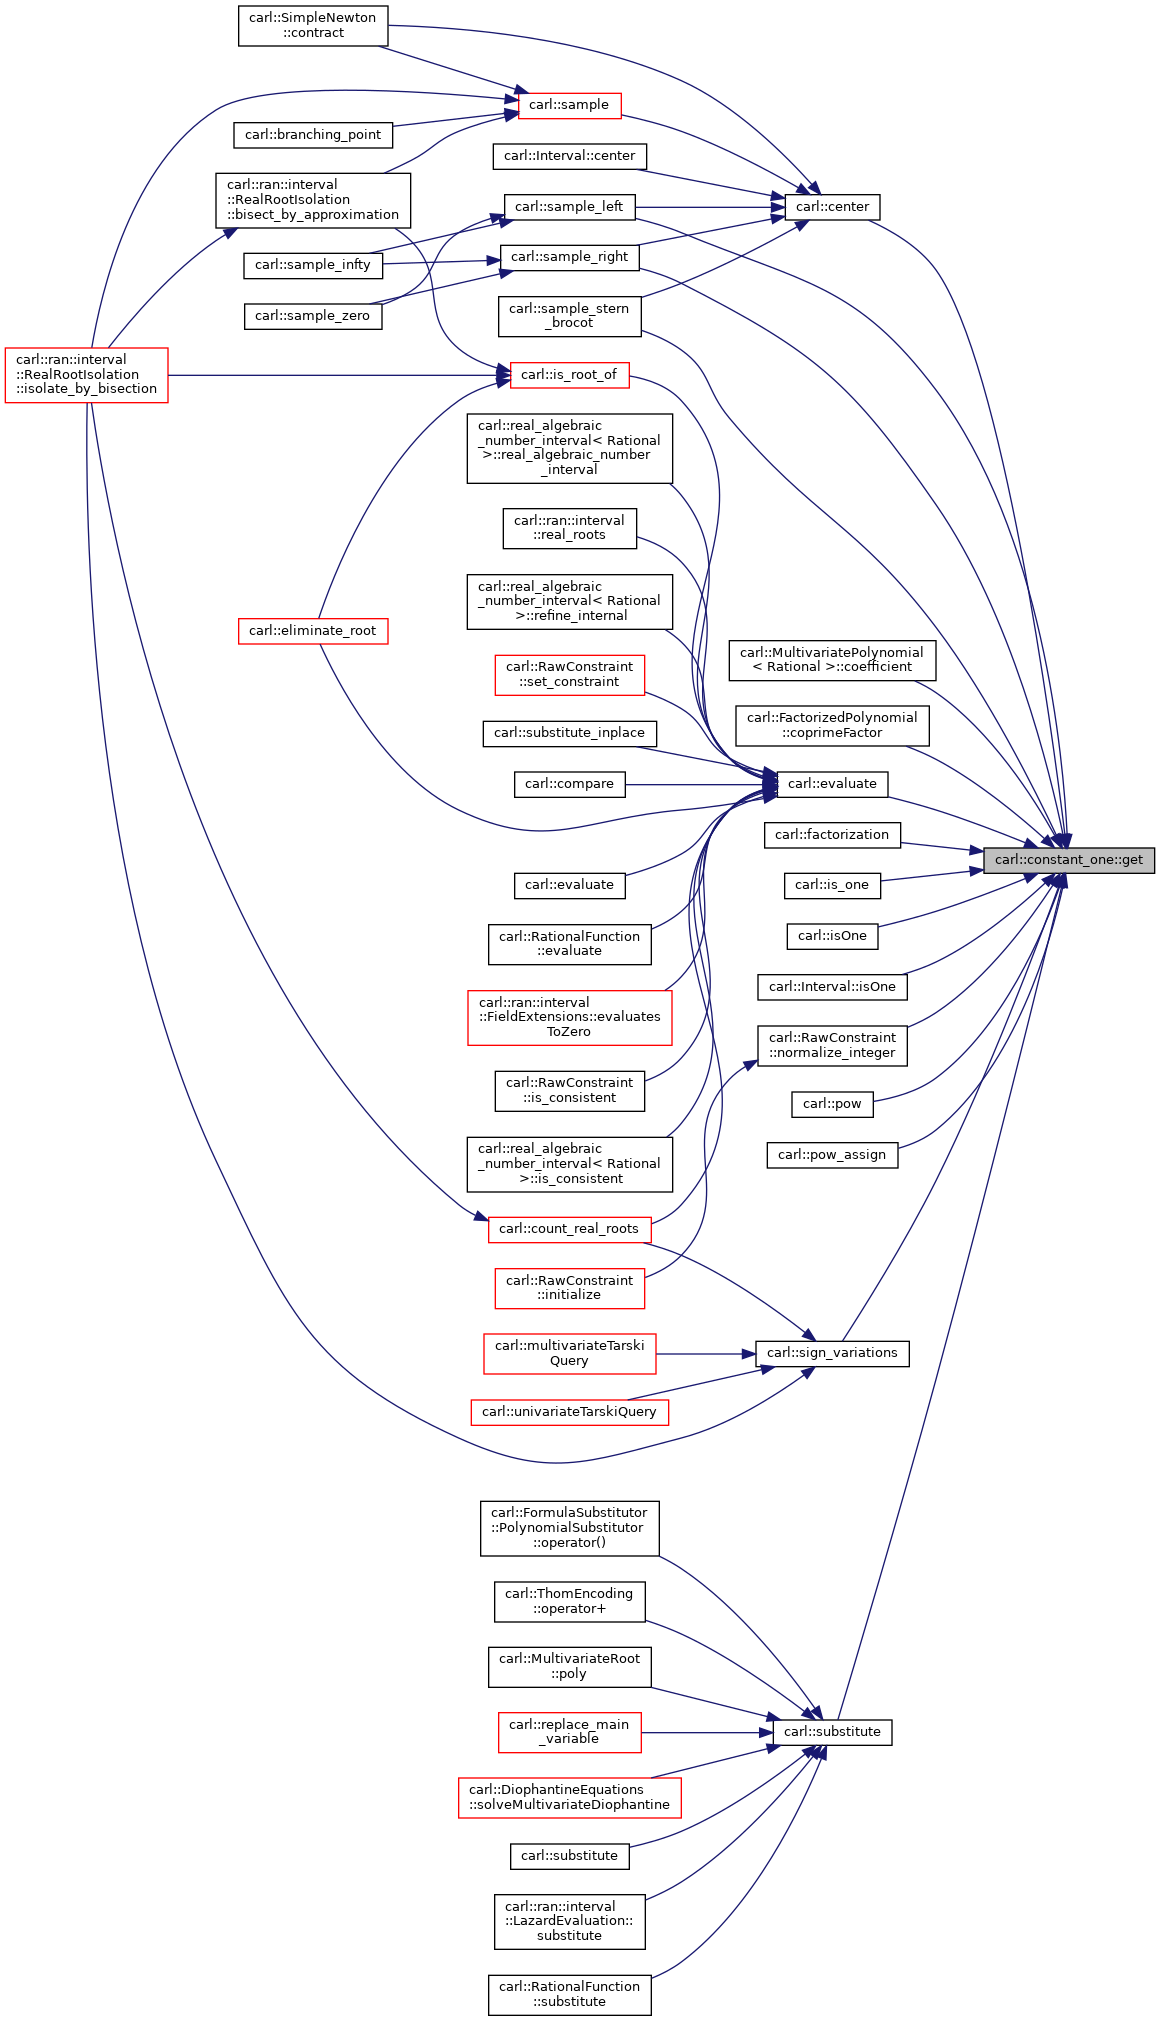 carl::SimpleNewton
::contract
carl::sample
carl::branching_point
carl::Interval::center
carl::ran::interval
::RealRootIsolation
::bisect_by_approximation
carl::sample_left
carl::center
carl::sample_infty
carl::sample_right
carl::sample_zero
carl::sample_stern
_brocot
carl::ran::interval
::RealRootIsolation
::isolate_by_bisection
carl::is_root_of
carl::real_algebraic
_number_interval< Rational
>::real_algebraic_number
_interval
carl::ran::interval
::real_roots
carl::real_algebraic
_number_interval< Rational
>::refine_internal
carl::eliminate_root
carl::MultivariatePolynomial
< Rational >::coefficient
carl::RawConstraint
::set_constraint
carl::FactorizedPolynomial
::coprimeFactor
carl::substitute_inplace
carl::compare
carl::evaluate
carl::factorization
carl::constant_one::get
carl::evaluate
carl::is_one
carl::RationalFunction
::evaluate
carl::isOne
carl::Interval::isOne
carl::ran::interval
::FieldExtensions::evaluates
ToZero
carl::RawConstraint
::normalize_integer
carl::RawConstraint
::is_consistent
carl::pow
carl::pow_assign
carl::real_algebraic
_number_interval< Rational
>::is_consistent
carl::count_real_roots
carl::RawConstraint
::initialize
carl::multivariateTarski
Query
carl::sign_variations
carl::univariateTarskiQuery
carl::FormulaSubstitutor
::PolynomialSubstitutor
::operator()
carl::ThomEncoding
::operator+
carl::MultivariateRoot
::poly
carl::replace_main
_variable
carl::substitute
carl::DiophantineEquations
::solveMultivariateDiophantine
carl::substitute
carl::ran::interval
::LazardEvaluation::
substitute
carl::RationalFunction
::substitute